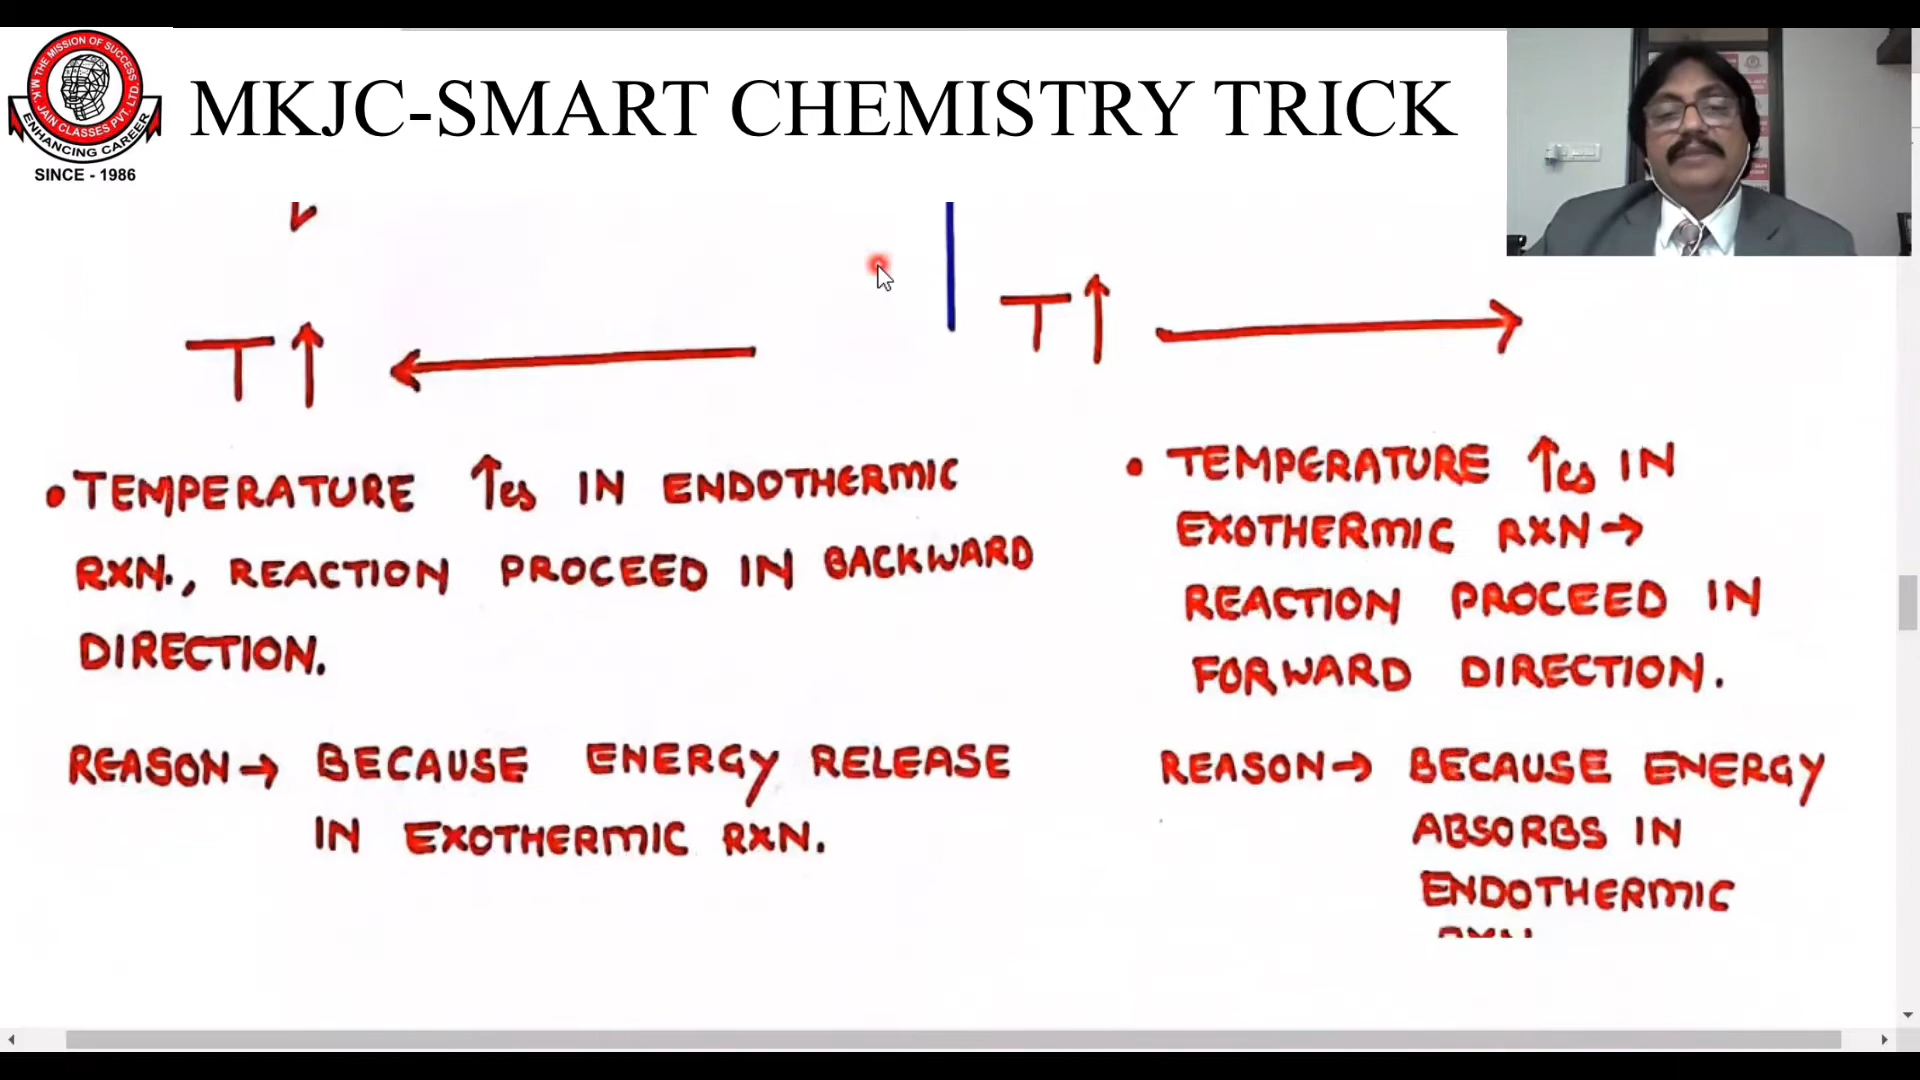 M.K. JAIN CLASSES PVT. LTD. THE MISSION OF SUCCESS
ENHANCING CAREER
SINCE - 1986
MKJC-SMART CHEMISTRY TRICK
T↑ ←
• TEMPERATURE ↑es IN ENDOTHERMIC
RXN., REACTION PROCEED IN BACKWARD
DIRECTION.
REASON → BECAUSE ENERGY RELEASE
IN EXOTHERMIC RXN.
T↑ →
• TEMPERATURE ↑es IN
EXOTHERMIC RXN →
REACTION PROCEED IN
FORWARD DIRECTION.
REASON → BECAUSE ENERGY
ABSORBS IN
ENDOTHERMIC